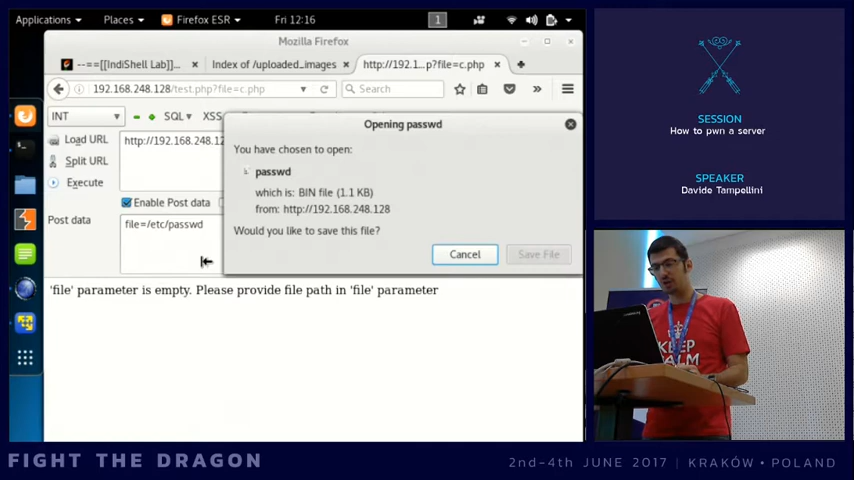 Applications ▾ Places ▾ Firefox ESR ▾ Fri 12:16 1
Mozilla Firefox
--==[[IndiShell Lab]... × Index of /uploaded_images × http://192.1...p?file=c.php ×
192.168.248.128/test.php?file=c.php Search
INT SQL▾ XSS
Load URL http://192.168.248.12
Split URL
Execute
Enable Post data
Post data file=/etc/passwd
Opening passwd
You have chosen to open:
passwd
which is: BIN file (1.1 KB)
from: http://192.168.248.128
Would you like to save this file?
Cancel Save File
'file' parameter is empty. Please provide file path in 'file' parameter
SESSION
How to pwn a server
SPEAKER
Davide Tampellini
KEEP
CALM
FIGHT THE DRAGON
2nd-4th JUNE 2017 | KRAKÓW • POLAND